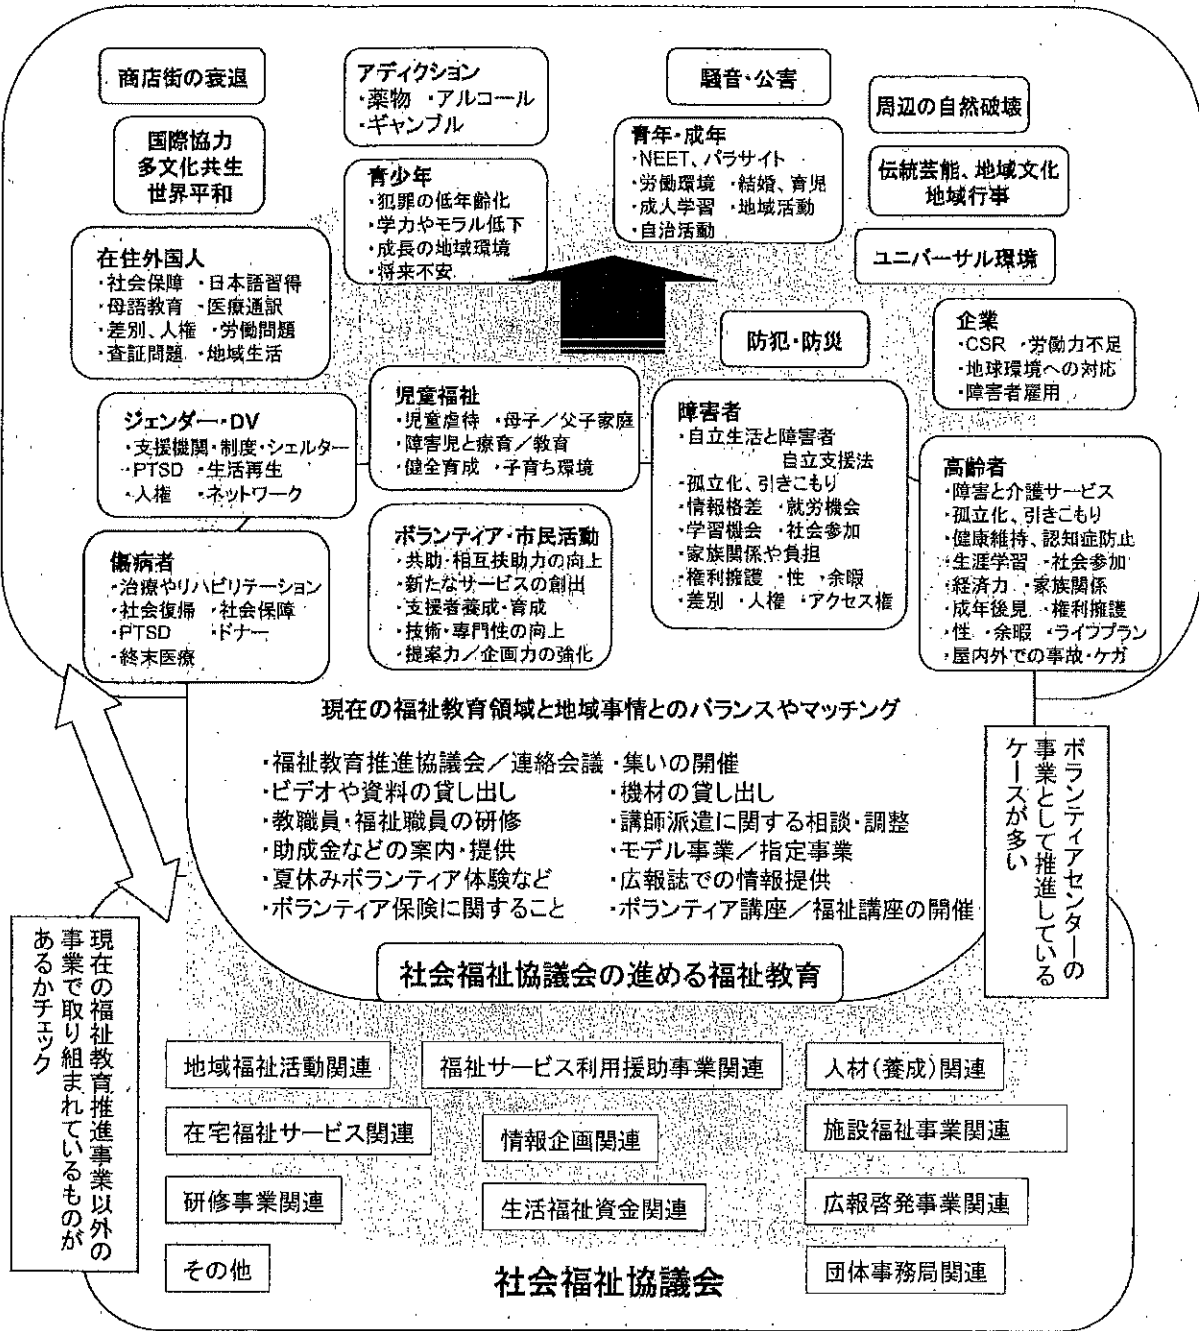 商店街の衰退
国際協力
多文化共生
世界平和
アディクション
・薬物 ・アルコール
・ギャンブル
騒音・公害
周辺の自然破壊
伝統芸能、地域文化
地域行事
ユニバーサル環境
青少年
・犯罪の低年齢化
・学力やモラル低下
・成長の地域環境
・将来不安
青年・成年
・NEET、パラサイト
・労働環境 ・結婚、育児
・成人学習 ・地域活動
・自治活動
在住外国人
・社会保障 ・日本語習得
・母語教育 ・医療通訳
・差別、人権 ・労働問題
・査証問題 ・地域生活
防犯・防災
企業
・CSR ・労働力不足
・地球環境への対応
・障害者雇用
ジェンダー・DV
・支援機関・制度・シェルター
・PTSD ・生活再生
・人権 ・ネットワーク
児童福祉
・児童虐待 ・母子／父子家庭
・障害児と療育／教育
・健全育成 ・子育ち環境
障害者
・自立生活と障害者
自立支援法
・孤立化、引きこもり
・情報格差 ・就労機会
・学習機会 ・社会参加
・家族関係や負担
・権利擁護 ・性 ・余暇
・差別 ・人権 ・アクセス権
高齢者
・障害と介護サービス
・孤立化、引きこもり
・健康維持、認知症防止
・生涯学習 ・社会参加
・経済力 ・家族関係
・成年後見 ・権利擁護
・性 ・余暇 ・ライフプラン
・屋内外での事故・ケガ
傷病者
・治療やリハビリテーション
・社会復帰 ・社会保障
・PTSD ・ドナー
・終末医療
ボランティア・市民活動
・共助・相互扶助力の向上
・新たなサービスの創出
・支援者養成・育成
・技術・専門性の向上
・提案力／企画力の強化
現在の福祉教育領域と地域事情とのバランスやマッチング
・福祉教育推進協議会／連絡会議 ・集いの開催
・ビデオや資料の貸し出し ・機材の貸し出し
・教職員・福祉職員の研修 ・講師派遣に関する相談・調整
・助成金などの案内・提供 ・モデル事業／指定事業
・夏休みボランティア体験など ・広報誌での情報提供
・ボランティア保険に関すること ・ボランティア講座／福祉講座の開催
ボランティアセンターの
事業として推進している
ケースが多い
社会福祉協議会の進める福祉教育
現在の福祉教育推進事業以外の
事業で取り組まれているものが
あるかチェック
地域福祉活動関連
福祉サービス利用援助事業関連
人材(養成)関連
在宅福祉サービス関連
情報企画関連
施設福祉事業関連
研修事業関連
生活福祉資金関連
広報啓発事業関連
その他
社会福祉協議会
団体事務局関連